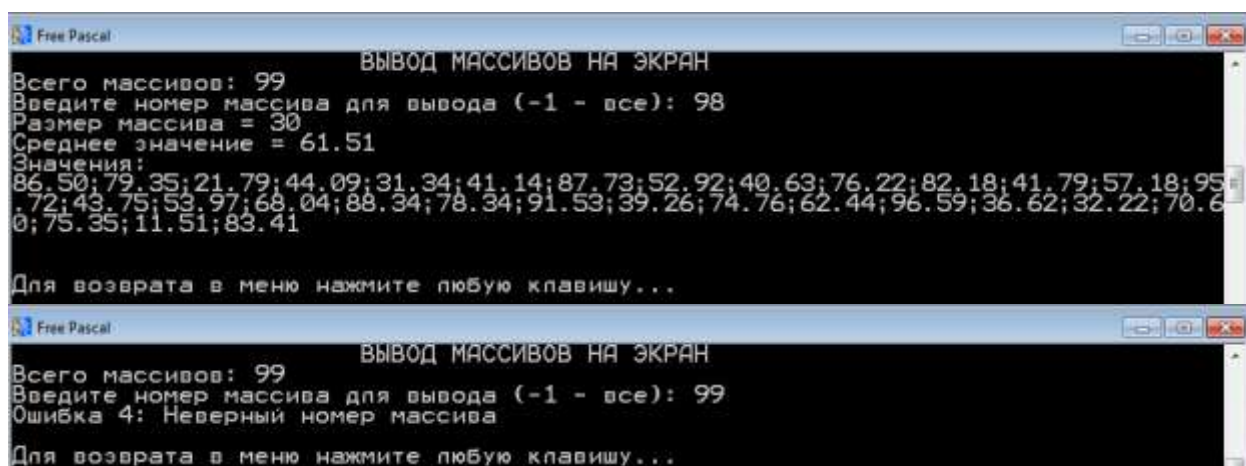 Free Pascal
ВЫВОД МАССИВОВ НА ЭКРАН
Всего массивов: 99
Введите номер массива для вывода (-1 - все): 98
Размер массива = 30
Среднее значение = 61.51
Значения:
86.50;79.35;21.79;44.09;31.34;41.14;87.73;52.92;40.63;76.22;82.18;41.79;57.18;95
.72;43.75;53.97;68.04;88.34;78.34;91.53;39.26;74.76;62.44;96.59;36.62;32.22;70.6
0;75.35;11.51;83.41
Для возврата в меню нажмите любую клавишу...
Free Pascal
ВЫВОД МАССИВОВ НА ЭКРАН
Всего массивов: 99
Введите номер массива для вывода (-1 - все): 99
Ошибка 4: Неверный номер массива
Для возврата в меню нажмите любую клавишу...